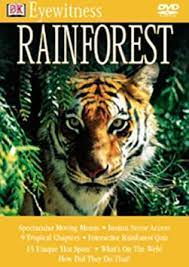 DK Eyewitness DVD
VIDEO
RAINFOREST
Spectacular Moving Menus • Instant Scene Access
9 Tropical Chapters • Interactive Rainforest Quiz
15 Unique 'Hot Spots' • What's On The Web!
How Did They Do That?